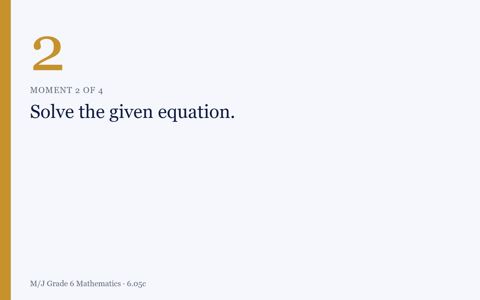 2
MOMENT 2 OF 4
Solve the given equation.
M/J Grade 6 Mathematics · 6.05c